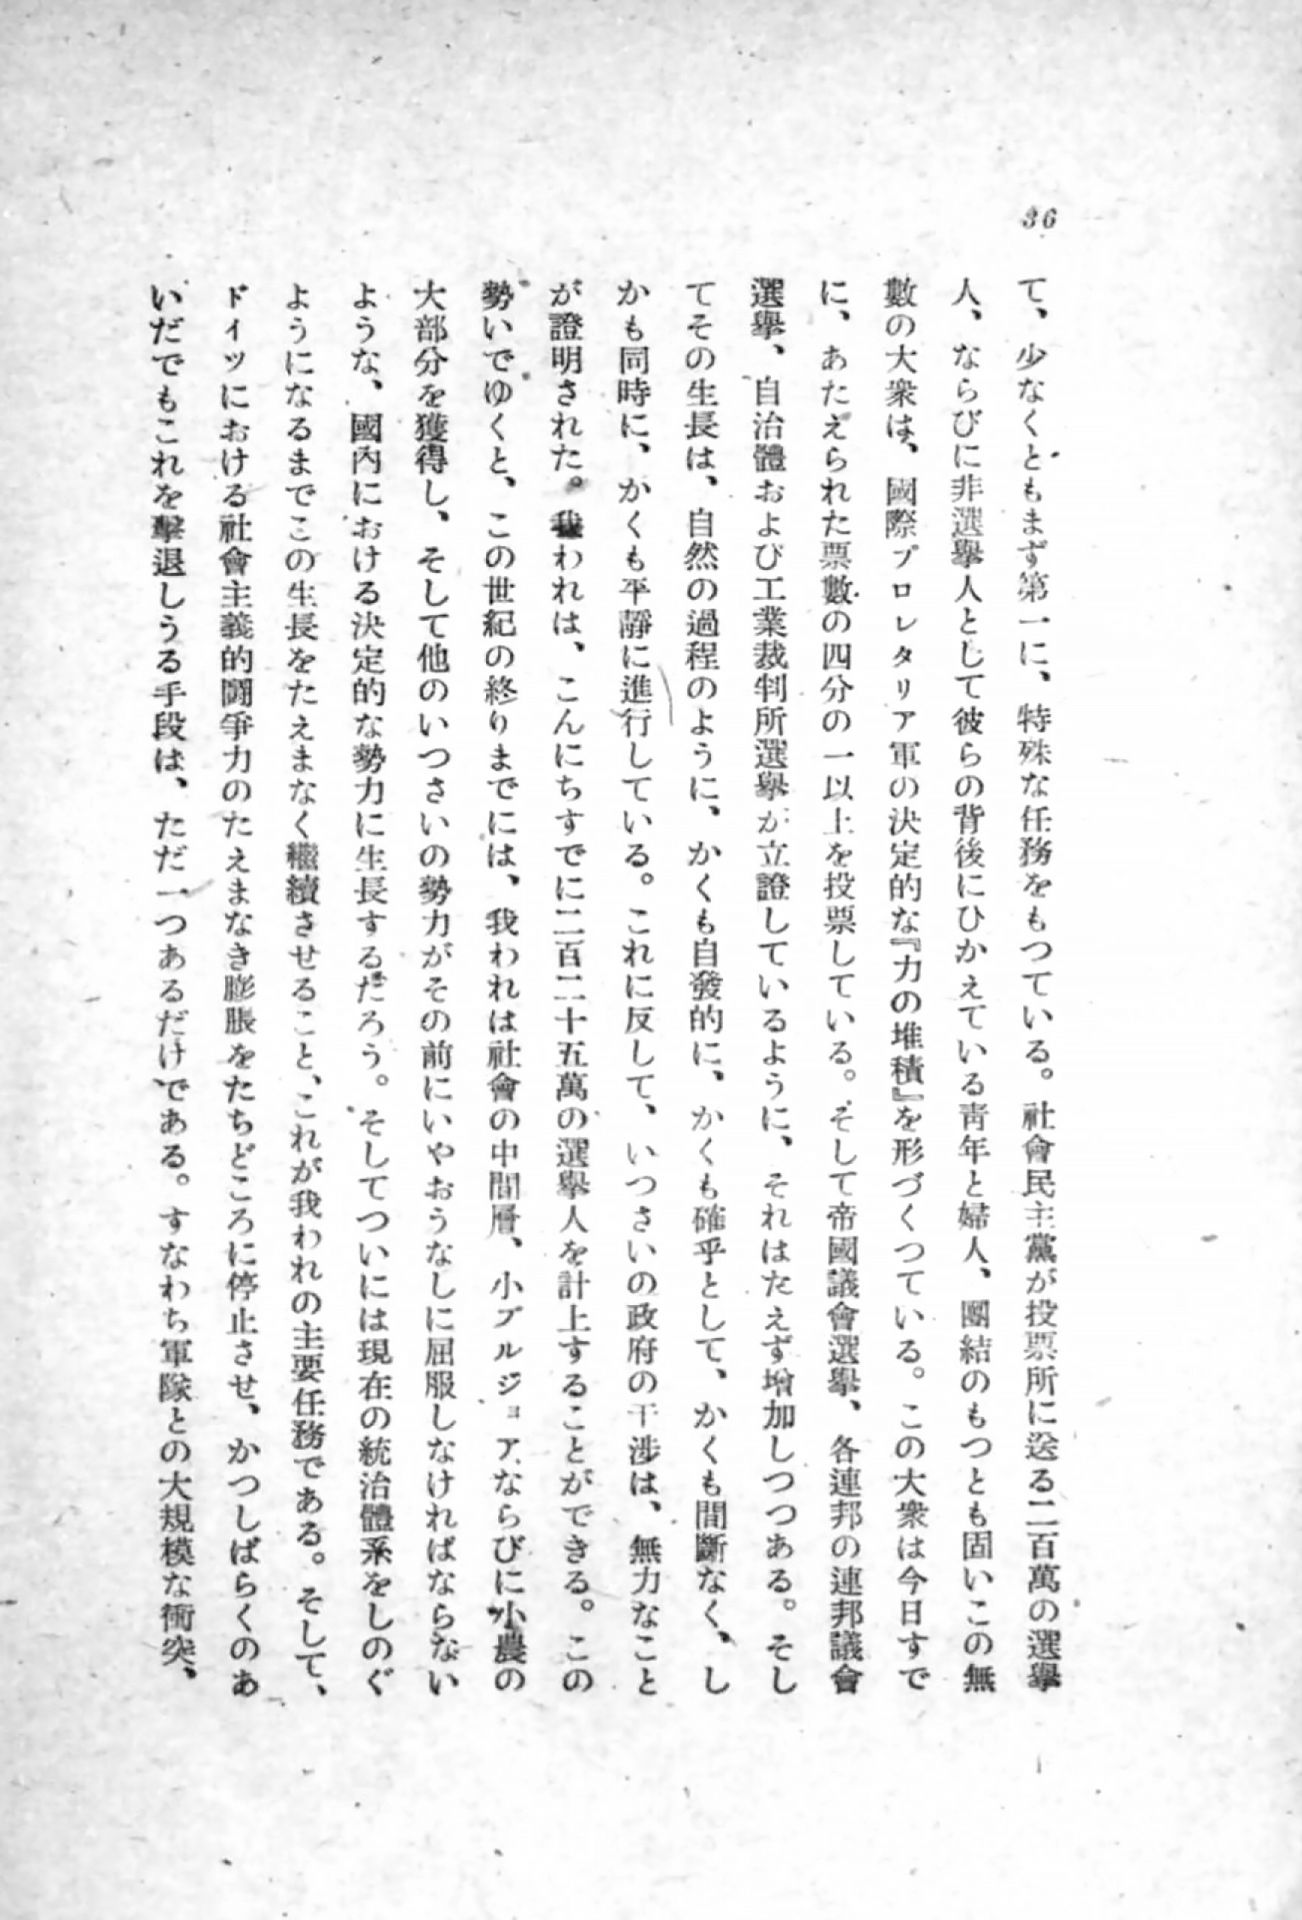 36
て、少なくともまず第一に、特殊な任務をもつている。社會民主黨が投票所に送る二百萬の選擧
人、ならびに非選擧人として彼らの背後にひかえている靑年と婦人、團結のもつとも固いこの無
數の大衆は、國際プロレタリア軍の決定的な『力の堆積』を形づくつている。この大衆は今日すで
に、あたえられた票數の四分の一以上を投票している。そして帝國議會選擧、各連邦の連邦議會
選擧、自治體および工業裁判所選擧が立證しているように、それはたえず增加しつつある。そし
てその生長は、自然の過程のように、かくも自發的に、かくも確乎として、かくも間斷なく、し
かも同時に、かくも平靜に進行している。これに反して、いつさいの政府の干涉は、無力なこと
が證明された。我われは、こんにちすでに二百二十五萬の選擧人を計上することができる。この
勢いでゆくと、この世紀の終りまでには、我われは社會の中間層、小ブルジョアならびに小農の
大部分を獲得し、そして他のいつさいの勢力がその前にいやおうなしに屈服しなければならない
ような、國內における決定的な勢力に生長するだろう。そしてついには現在の統治體系をしのぐ
ようになるまでこの生長をたえまなく繼續させること、これが我われの主要任務である。そして、
ドイツにおける社會主義的鬪爭力のたえまなき膨脹をたちどころに停止させ、かつしばらくのあ
いだでもこれを擊退しうる手段は、ただ一つあるだけである。すなわち軍隊との大規模な衝突、